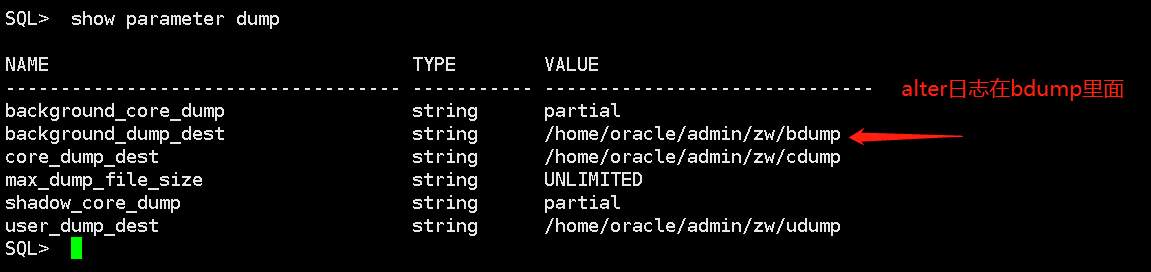 SQL>  show parameter dump
NAME                                 TYPE        VALUE
------------------------------------ ----------- ------------------------------
alter日志在bdump里面
background_core_dump                 string      partial
background_dump_dest                 string      /home/oracle/admin/zw/bdump
core_dump_dest                       string      /home/oracle/admin/zw/cdump
max_dump_file_size                   string      UNLIMITED
shadow_core_dump                     string      partial
user_dump_dest                       string      /home/oracle/admin/zw/udump
SQL>